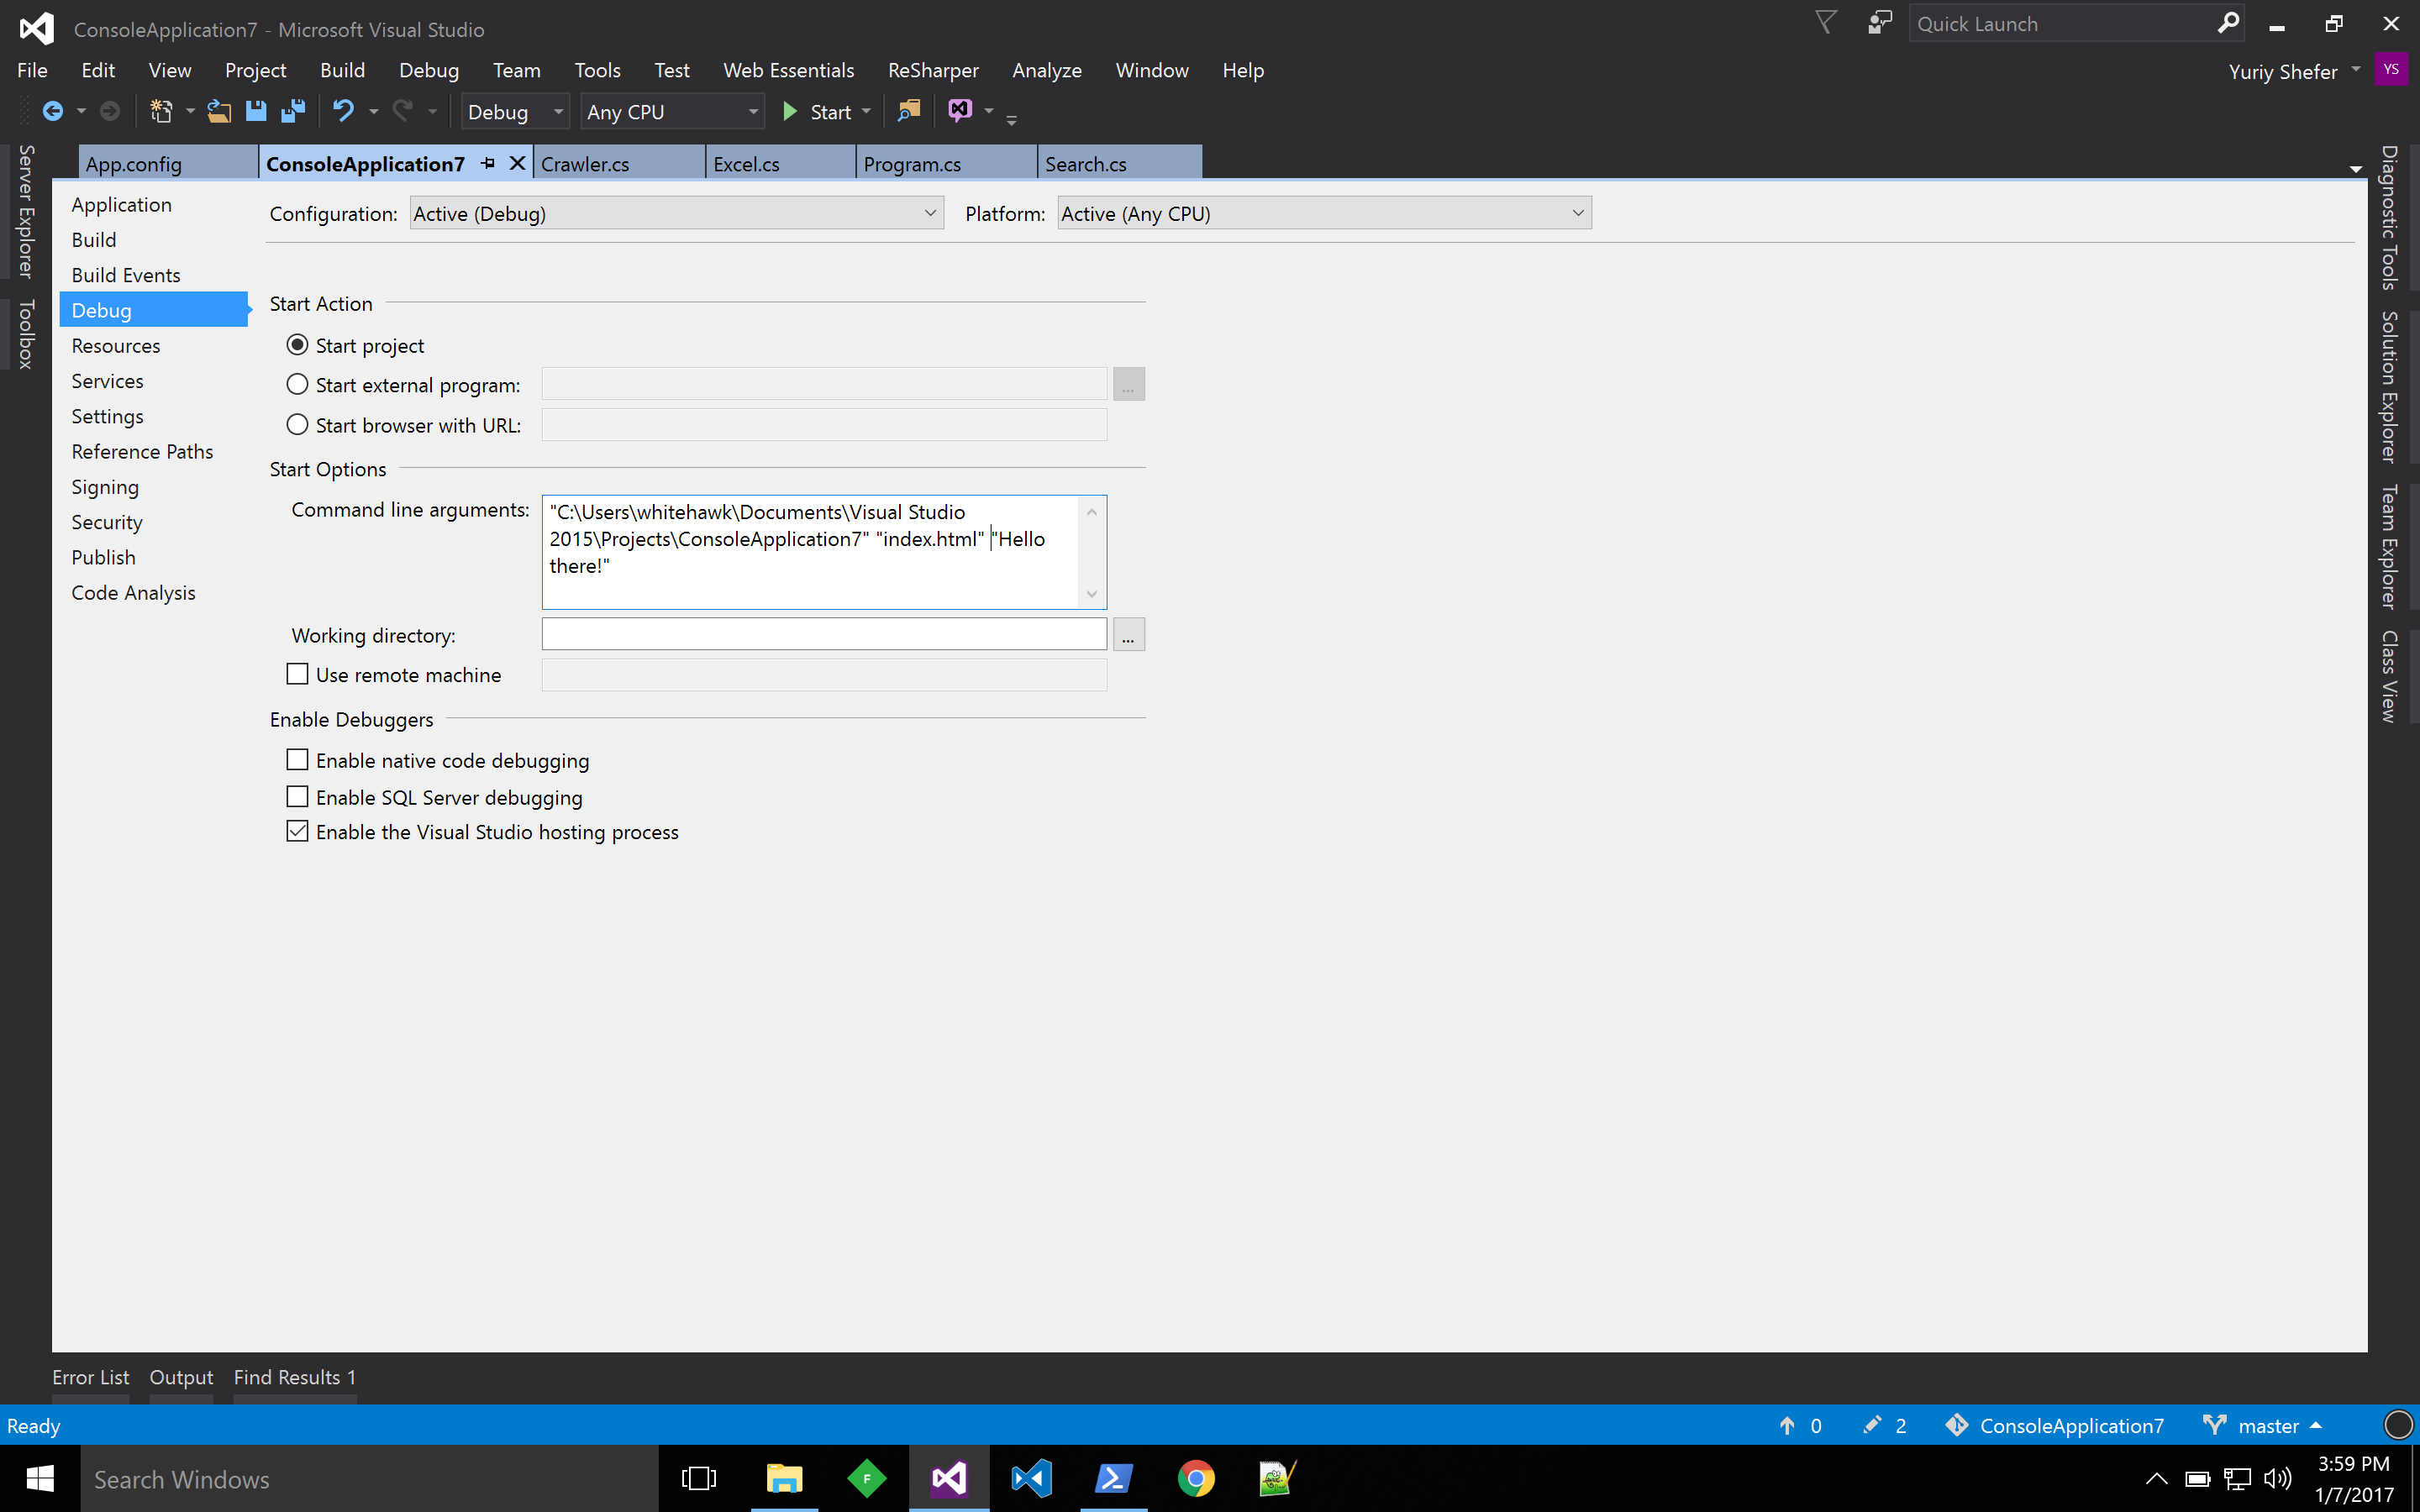 ConsoleApplication7 - Microsoft Visual Studio
Quick Launch
File Edit View Project Build Debug Team Tools Test Web Essentials ReSharper Analyze Window Help
Yuriy Shefer YS
Debug Any CPU Start
Server Explorer
Toolbox
App.config ConsoleApplication7 Crawler.cs Excel.cs Program.cs Search.cs
Application
Build
Build Events
Debug
Resources
Services
Settings
Reference Paths
Signing
Security
Publish
Code Analysis
Configuration: Active (Debug) Platform: Active (Any CPU)
Start Action
Start project
Start external program: ...
Start browser with URL:
Start Options
Command line arguments: "C:\Users\whitehawk\Documents\Visual Studio
2015\Projects\ConsoleApplication7" "index.html" "Hello
there!"
Working directory: ...
Use remote machine
Enable Debuggers
Enable native code debugging
Enable SQL Server debugging
Enable the Visual Studio hosting process
Diagnostic Tools
Solution Explorer
Team Explorer
Class View
Error List Output Find Results 1
Ready 0 2 ConsoleApplication7 master
Search Windows
F
3:59 PM
1/7/2017